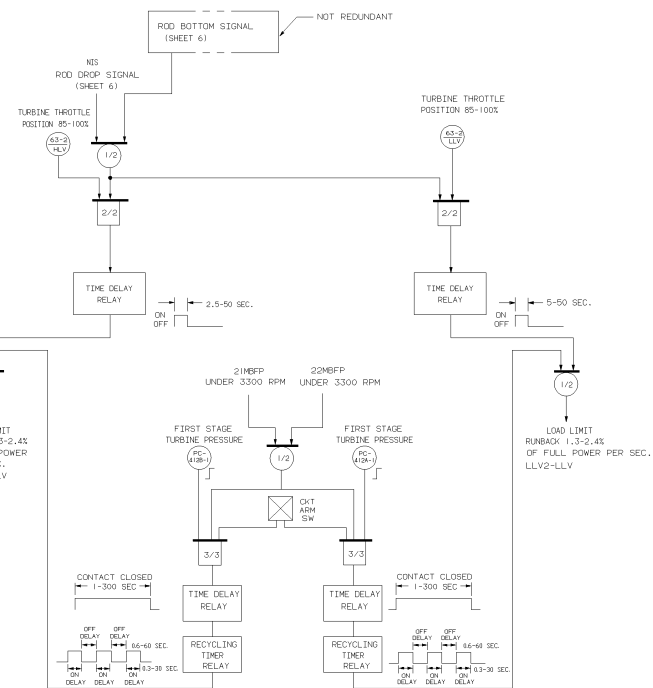 NOT REDUNDANT
ROD BOTTOM SIGNAL
(SHEET 6)
NIS
ROD DROP SIGNAL
(SHEET 6)
TURBINE THROTTLE
POSITION 85-100%
63-2
HLV
1/2
TURBINE THROTTLE
POSITION 85-100%
63-2
LLV
2/2
2/2
TIME DELAY
RELAY
2.5-50 SEC.
ON
OFF
TIME DELAY
RELAY
5-50 SEC.
ON
OFF
21MBFP
UNDER 3300 RPM
22MBFP
UNDER 3300 RPM
1/2
LOAD LIMIT
RUNBACK 1.3-2.4%
OF FULL POWER PER SEC.
LLV2-LLV
MIT
3-2.4%
POWER
C.
LV
FIRST STAGE
TURBINE PRESSURE
PC-
412B-1
1/2
FIRST STAGE
TURBINE PRESSURE
PC-
412A-1
CKT
ARM
SW
3/3
3/3
CONTACT CLOSED
1-300 SEC
TIME DELAY
RELAY
TIME DELAY
RELAY
CONTACT CLOSED
1-300 SEC
OFF
DELAY
OFF
DELAY
0.6-60 SEC.
0.3-30 SEC.
ON
DELAY
ON
DELAY
ON
DELAY
RECYCLING
TIMER
RELAY
RECYCLING
TIMER
RELAY
OFF
DELAY
OFF
DELAY
0.6-60 SEC.
0.3-30 SEC.
ON
DELAY
ON
DELAY
ON
DELAY